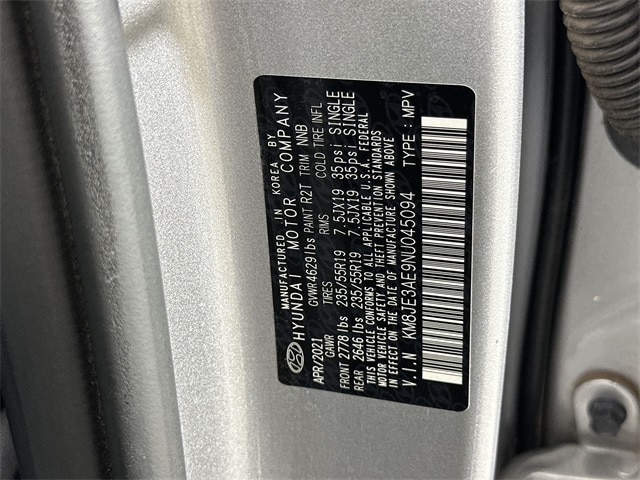 MANUFACTURED IN KOREA BY
HYUNDAI MOTOR COMPANY
APR/2021 GVWR4629lbs PAINT R2T TRIM NNB
GAWR TIRES RIMS COLD TIRE INFL
FRONT 2778 lbs 235/55R19 7.5JX19 35psi SINGLE
REAR 2646 lbs 235/55R19 7.5JX19 35psi SINGLE
THIS VEHICLE CONFORMS TO ALL APPLICABLE U.S.A. FEDERAL
MOTOR VEHICLE SAFETY AND THEFT PREVENTION STANDARDS
IN EFFECT ON THE DATE OF MANUFACTURE SHOWN ABOVE
V.I.N KM8JE3AE9NU045094 TYPE : MPV